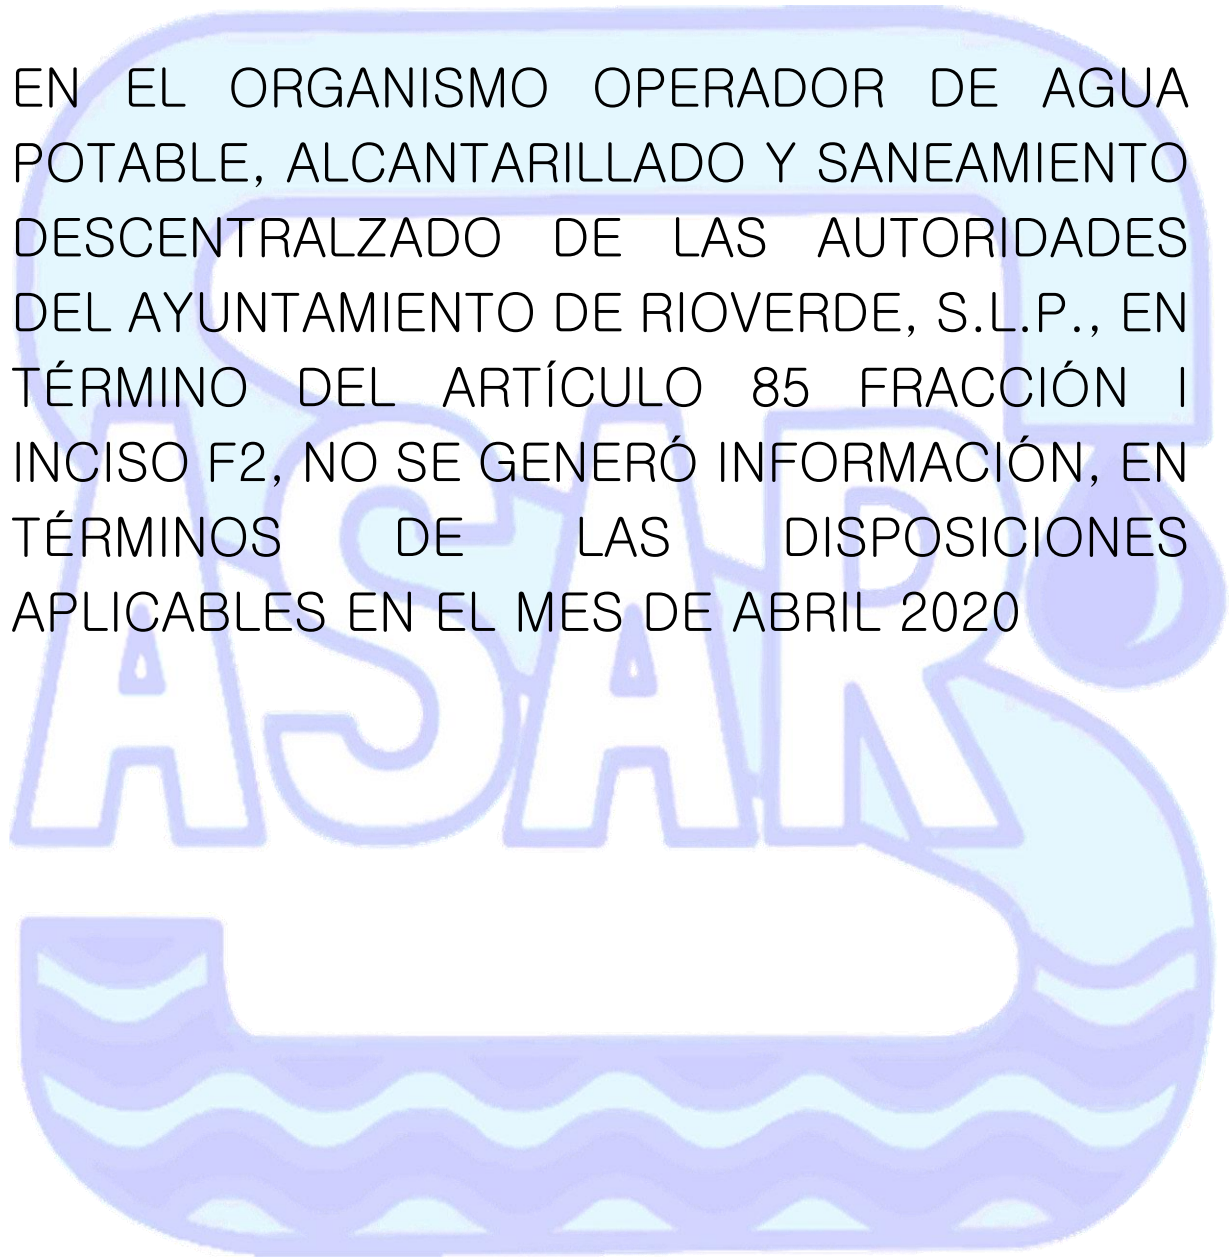 EN EL ORGANISMO OPERADOR DE AGUA
POTABLE, ALCANTARILLADO Y SANEAMIENTO
DESCENTRALZADO DE LAS AUTORIDADES
DEL AYUNTAMIENTO DE RIOVERDE, S.L.P., EN
TÉRMINO DEL ARTÍCULO 85 FRACCIÓN I
INCISO F2, NO SE GENERÓ INFORMACIÓN, EN
TÉRMINOS DE LAS DISPOSICIONES
APLICABLES EN EL MES DE ABRIL 2020
SASAR